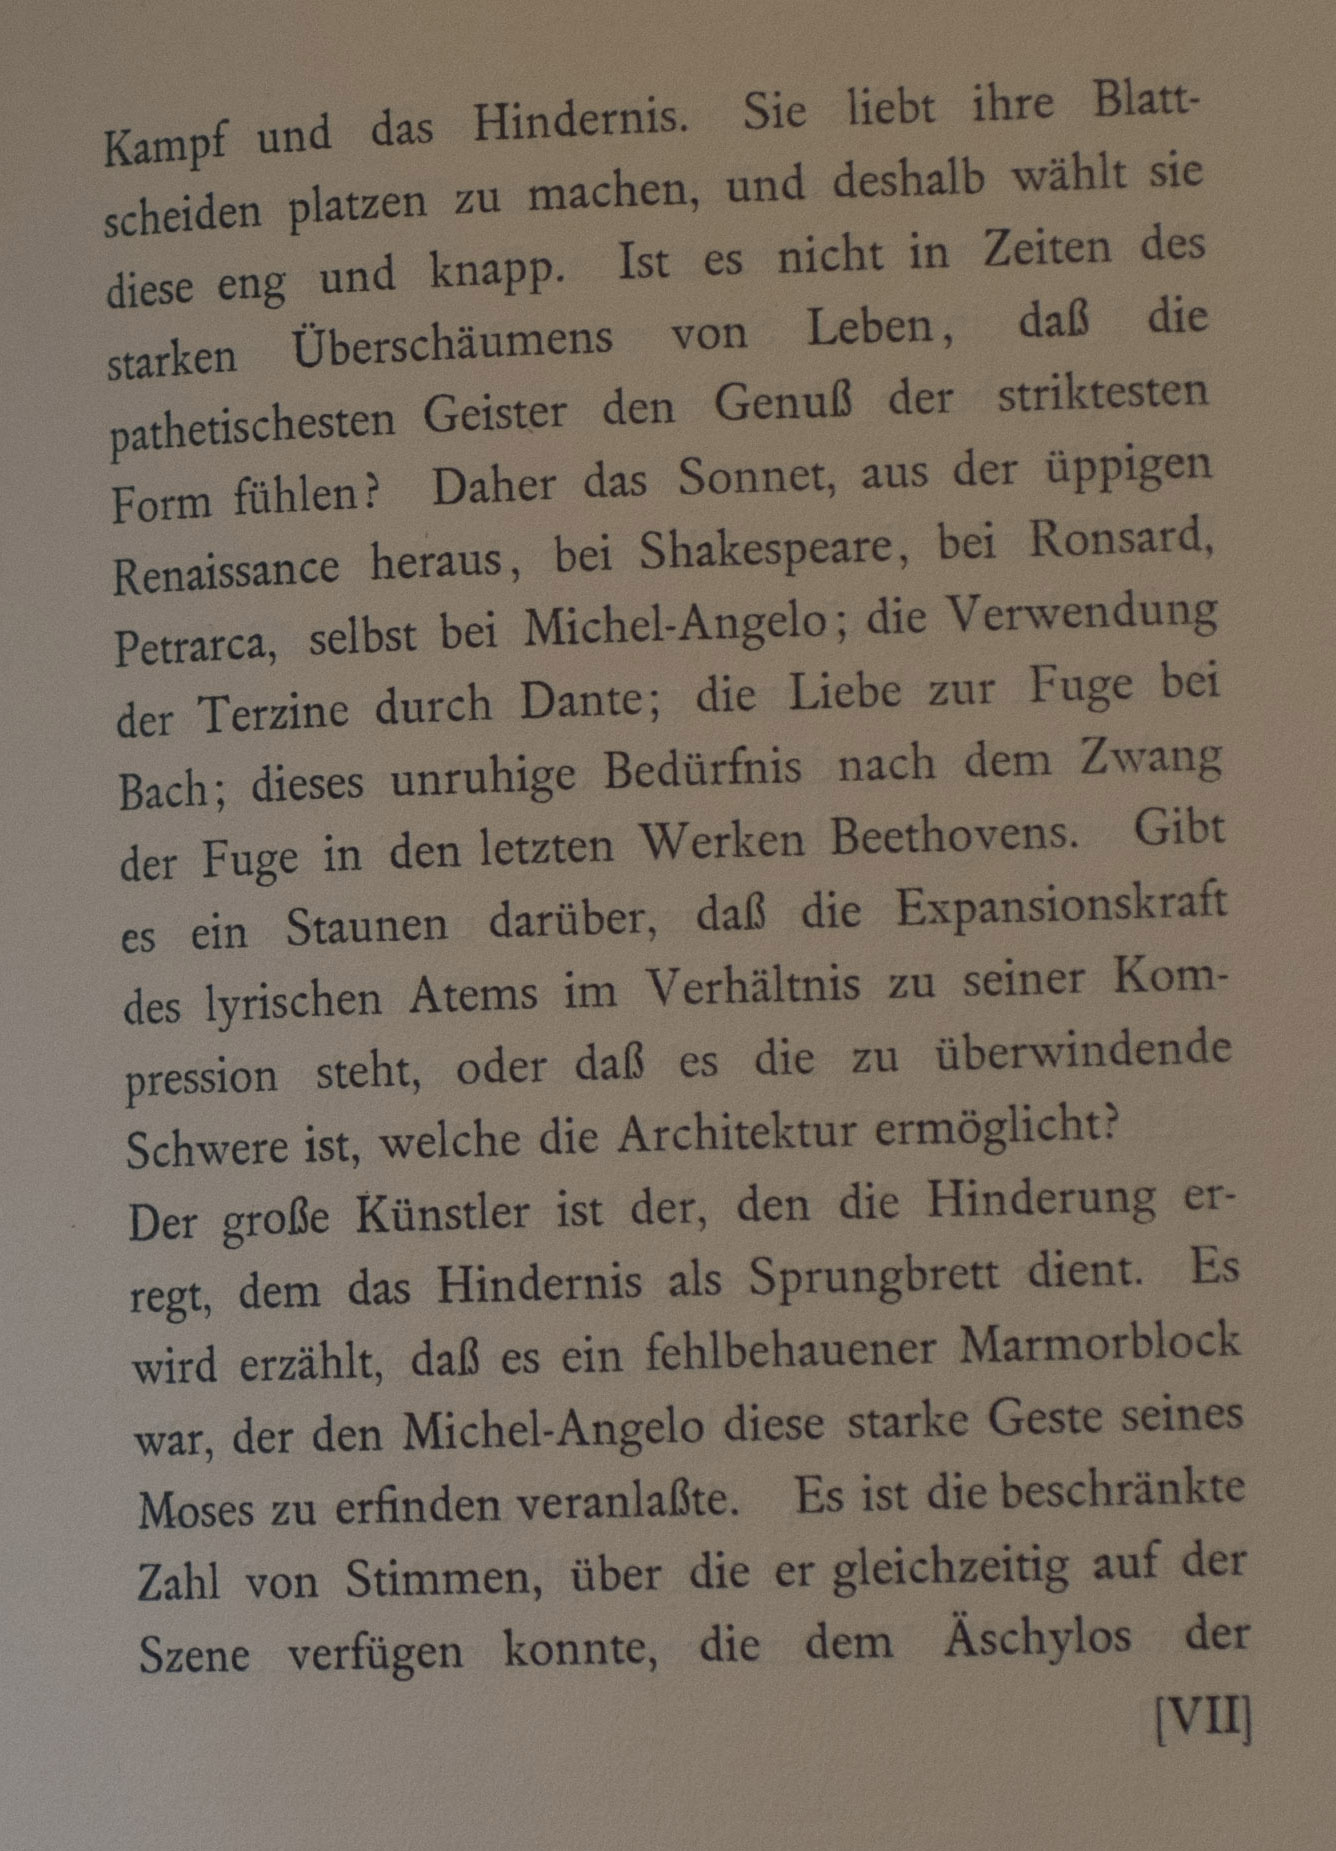 Kampf und das Hindernis. Sie liebt ihre Blatt-
scheiden platzen zu machen, und deshalb wählt sie
diese eng und knapp. Ist es nicht in Zeiten des
starken Überschäumens von Leben, daß die
pathetischesten Geister den Genuß der striktesten
Form fühlen? Daher das Sonnet, aus der üppigen
Renaissance heraus, bei Shakespeare, bei Ronsard,
Petrarca, selbst bei Michel-Angelo; die Verwendung
der Terzine durch Dante; die Liebe zur Fuge bei
Bach; dieses unruhige Bedürfnis nach dem Zwang
der Fuge in den letzten Werken Beethovens. Gibt
es ein Staunen darüber, daß die Expansionskraft
des lyrischen Atems im Verhältnis zu seiner Kom-
pression steht, oder daß es die zu überwindende
Schwere ist, welche die Architektur ermöglicht?
Der große Künstler ist der, den die Hinderung er-
regt, dem das Hindernis als Sprungbrett dient. Es
wird erzählt, daß es ein fehlbehauener Marmorblock
war, der den Michel-Angelo diese starke Geste seines
Moses zu erfinden veranlaßte. Es ist die beschränkte
Zahl von Stimmen, über die er gleichzeitig auf der
Szene verfügen konnte, die dem Äschylos der
[VII]